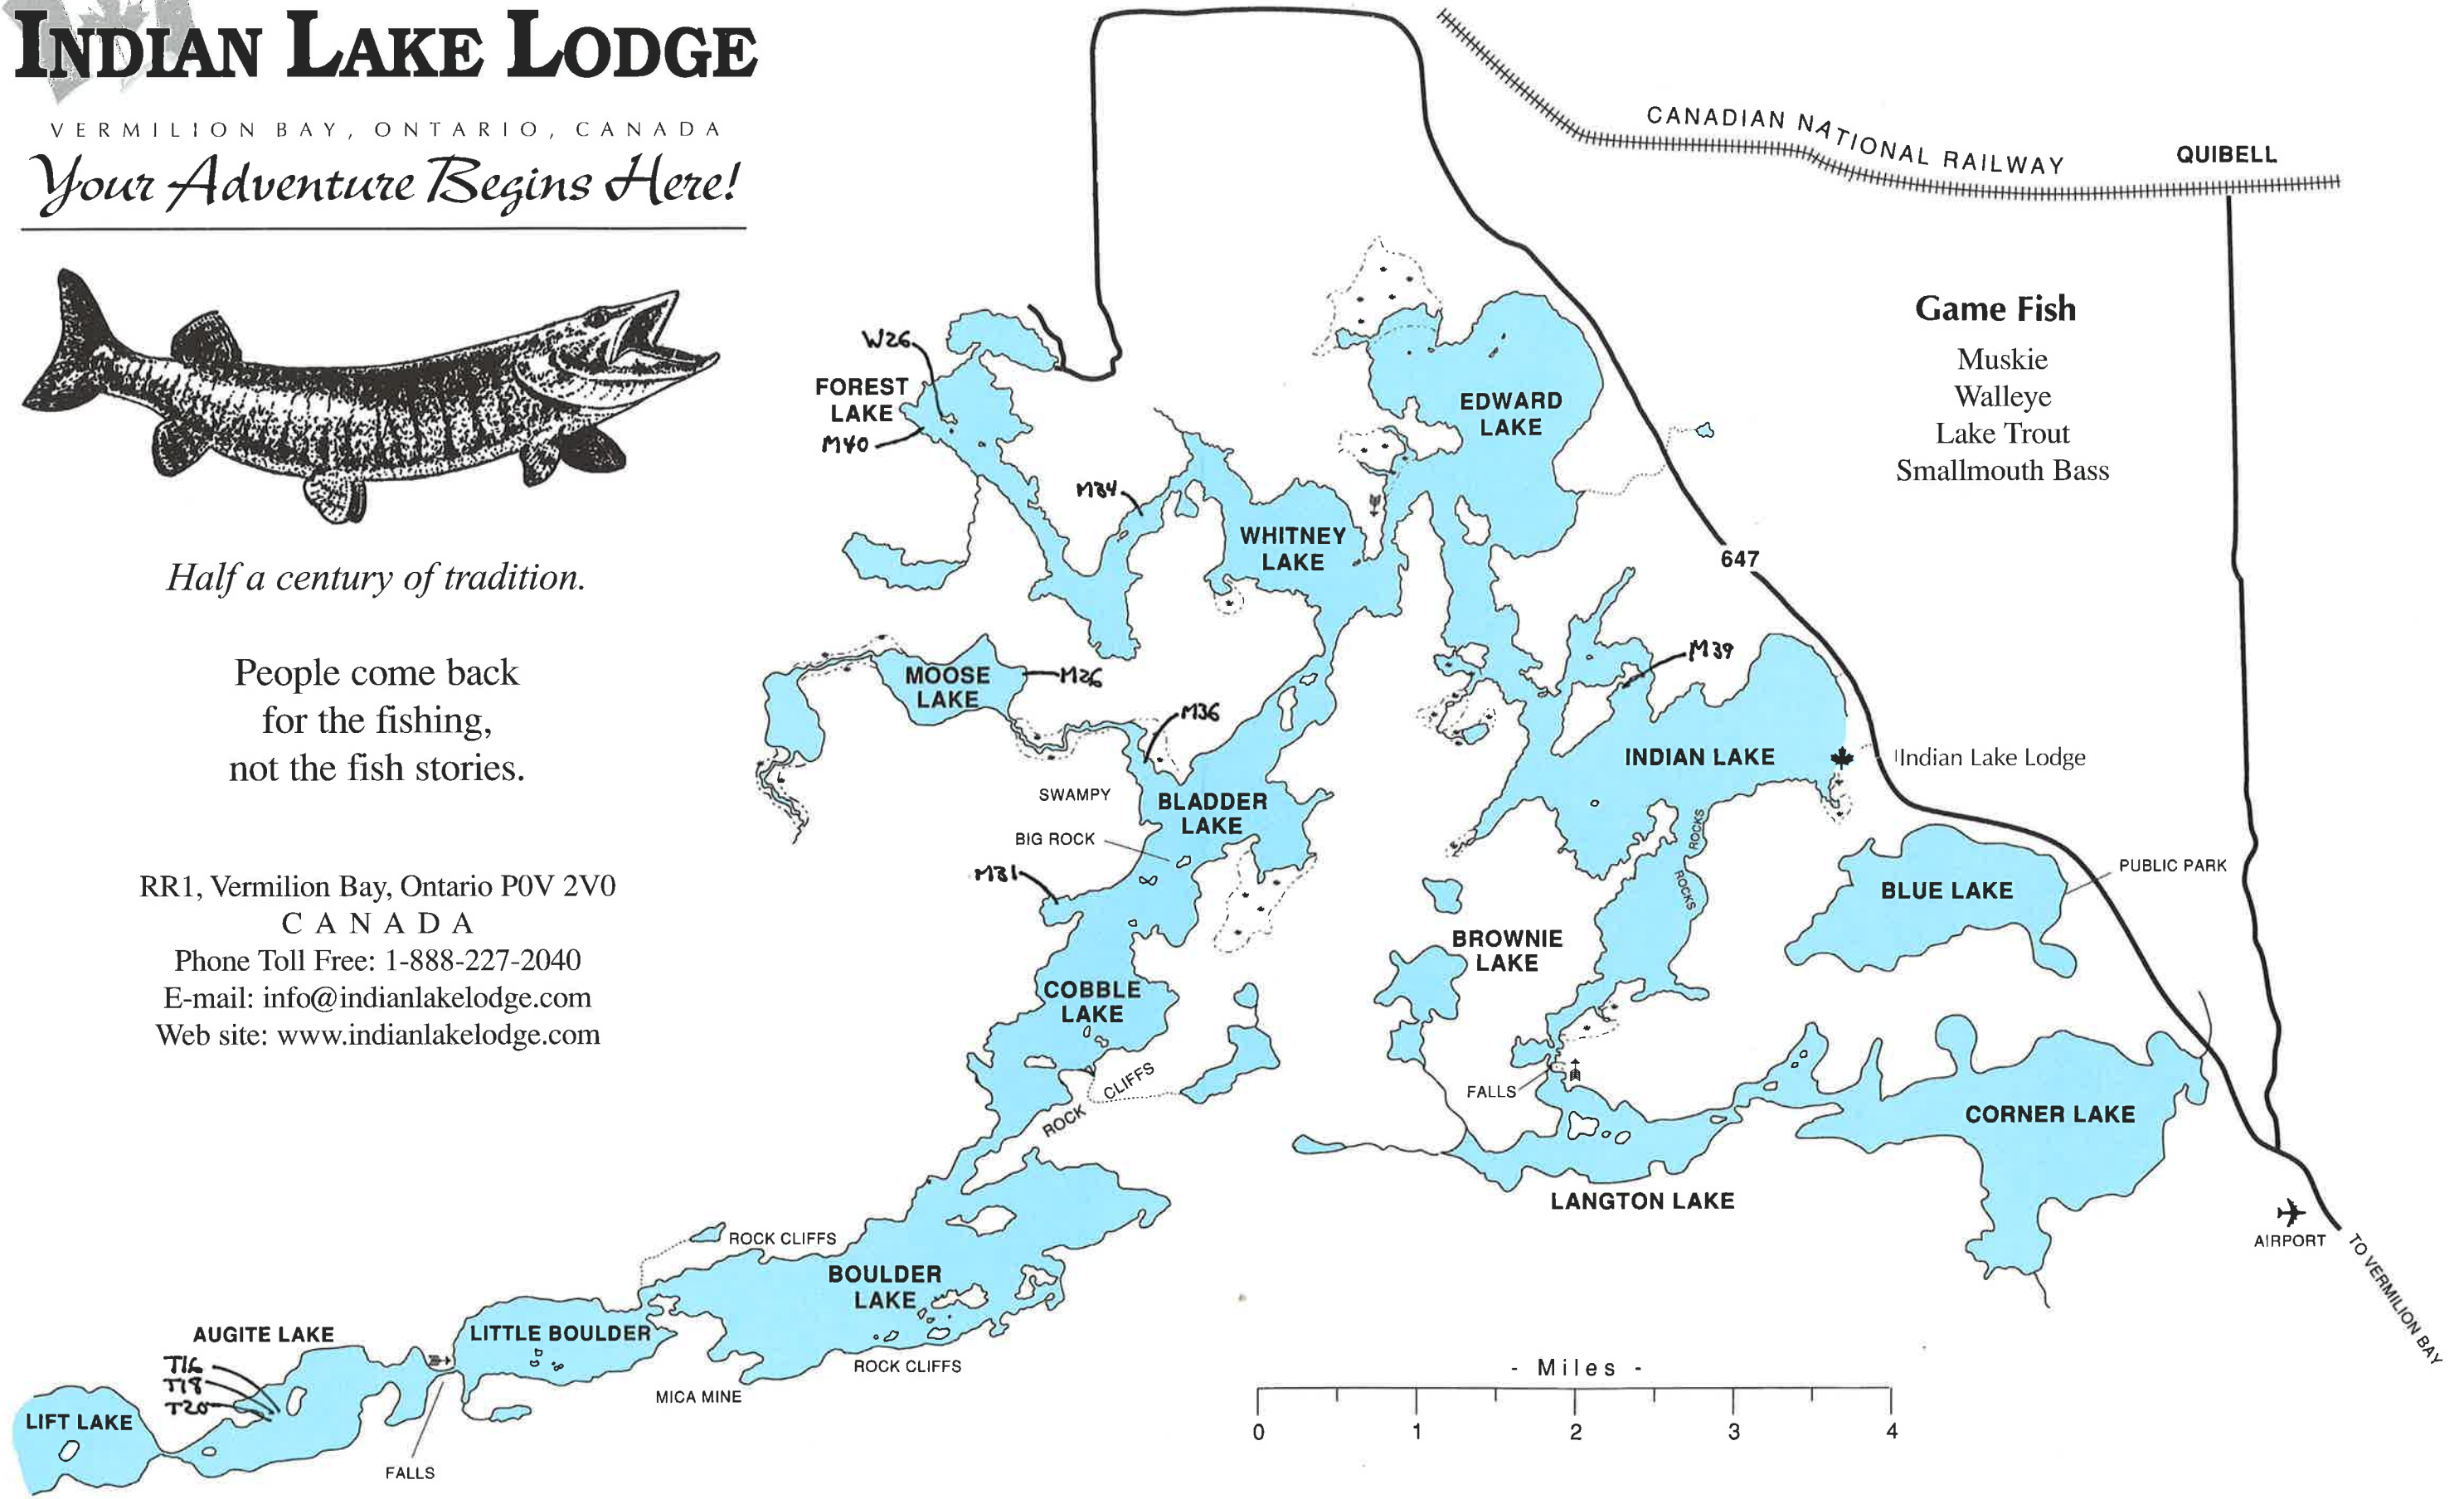 INDIAN LAKE LODGE
VERMILION BAY, ONTARIO, CANADA
Your Adventure Begins Here!
Half a century of tradition.
People come back
for the fishing,
not the fish stories.
RR1, Vermilion Bay, Ontario P0V 2V0
CANADA
Phone Toll Free: 1-888-227-2040
E-mail: info@indianlakelodge.com
Web site: www.indianlakelodge.com
CANADIAN NATIONAL RAILWAY
QUIBELL
Game Fish
Muskie
Walleye
Lake Trout
Smallmouth Bass
W26
FOREST
LAKE
M40
M34
EDWARD
LAKE
WHITNEY
LAKE
647
MOOSE
LAKE
M26
M36
M39
INDIAN LAKE
Indian Lake Lodge
SWAMPY
BLADDER
LAKE
BIG ROCK
M31
ROCKS
ROCKS
BLUE LAKE
PUBLIC PARK
BROWNIE
LAKE
COBBLE
LAKE
ROCK CLIFFS
FALLS
CORNER LAKE
LANGTON LAKE
AIRPORT
TO VERMILION BAY
ROCK CLIFFS
BOULDER
LAKE
ROCK CLIFFS
LITTLE BOULDER
MICA MINE
AUGITE LAKE
T16
T18
T20
LIFT LAKE
FALLS
- Miles -
0 1 2 3 4